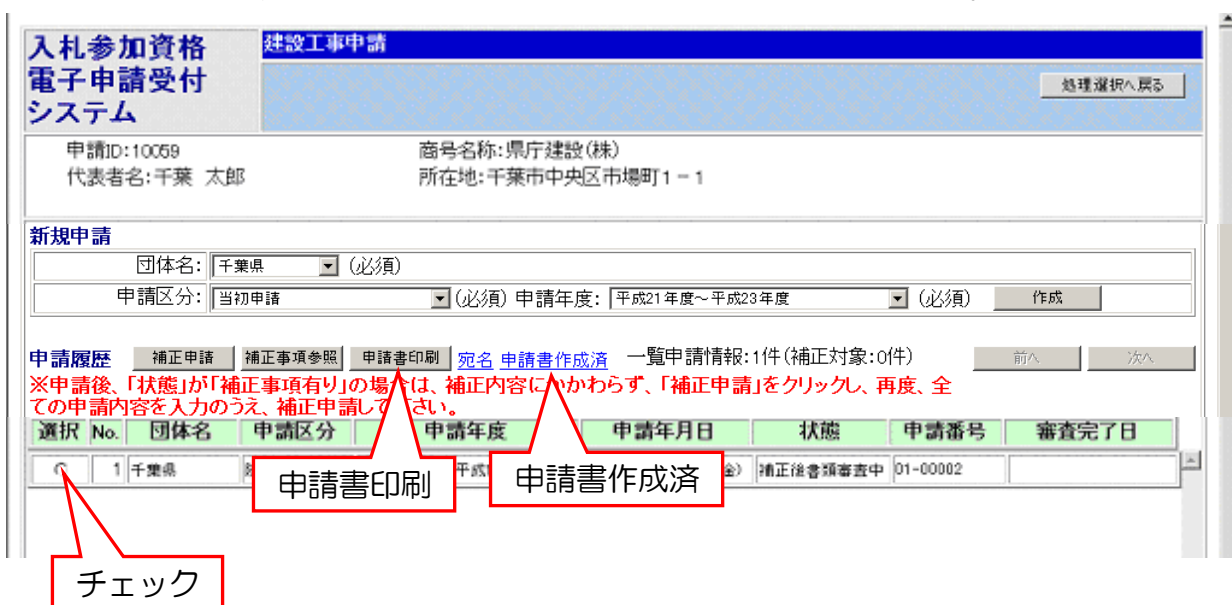 入札参加資格
電子申請受付
システム
建設工事申請
処理選択へ戻る
申請ID:10059 商号名称:県庁建設(株)
代表者名:千葉 太郎 所在地:千葉市中央区市場町1-1
新規申請
団体名: 千葉県 (必須)
申請区分: 当初申請 (必須) 申請年度: 平成21年度~平成23年度 (必須) 作成
申請履歴 補正申請 補正事項参照 申請書印刷 宛名 申請書作成済 一覧申請情報:1件(補正対象:0件) 前へ 次へ
※申請後、「状態」が「補正事項有り」の場合は、補正内容にかかわらず、「補正申請」をクリックし、再度、全
ての申請内容を入力のうえ、補正申請して下さい。
選択 No. 団体名 申請区分 申請年度 申請年月日 状態 申請番号 審査完了日
1 千葉県 平成 金) 補正後書類審査中 01-00002
申請書印刷
申請書作成済
チェック